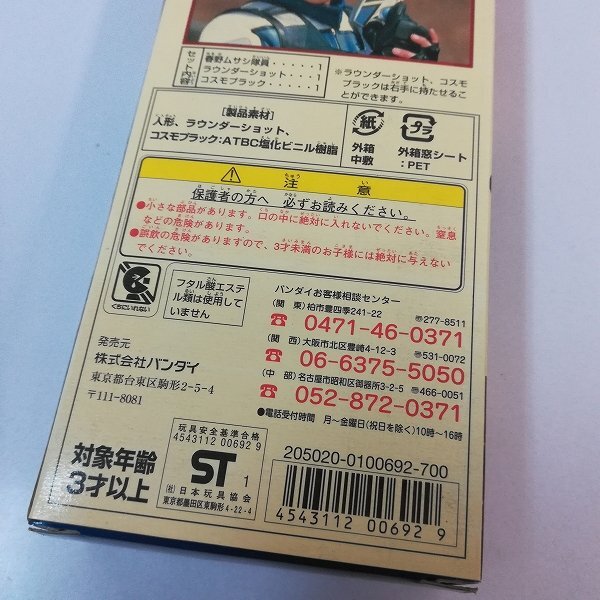 セット内容
春野ムサシ隊員・・・・・1
ラウンダーショット・・・・1
コスモブラック・・・・・1
※ラウンダーショット、コスモ
ブラックは右手に持たせるこ
とができます。
[製品素材]
人形、ラウンダーショット、
コスモブラック:ATBC塩化ビニル樹脂
紙
外箱
中敷
プラ
外箱窓シート
:PET
注意
保護者の方へ 必ずお読みください。
●小さな部品があります。口の中に絶対に入れないでください。窒息
などの危険があります。
●誤飲の危険がありますので、3才未満のお子様には絶対に与えない
でください。
くちにいれない
フタル酸エステ
ル類は使用して
いません
発売元
株式会社バンダイ
東京都台東区駒形2-5-4
〒111-8081
バンダイお客様相談センター
(関 東)柏市豊四季241-22 〒277-8511
☎ 0471-46-0371
(関 西)大阪市北区豊崎4-12-3 〒531-0072
☎ 06-6375-5050
(中 部)名古屋市昭和区御器所3-2-5 〒466-0051
☎ 052-872-0371
●電話受付時間 月~金曜日(祝日を除く)10時~16時
対象年齢
3才以上
玩具安全基準合格
4543112 00692 9
ST 1
(社)日本玩具協会
東京都墨田区東駒形4-22-4
205020-0100692-700
4543112 006929